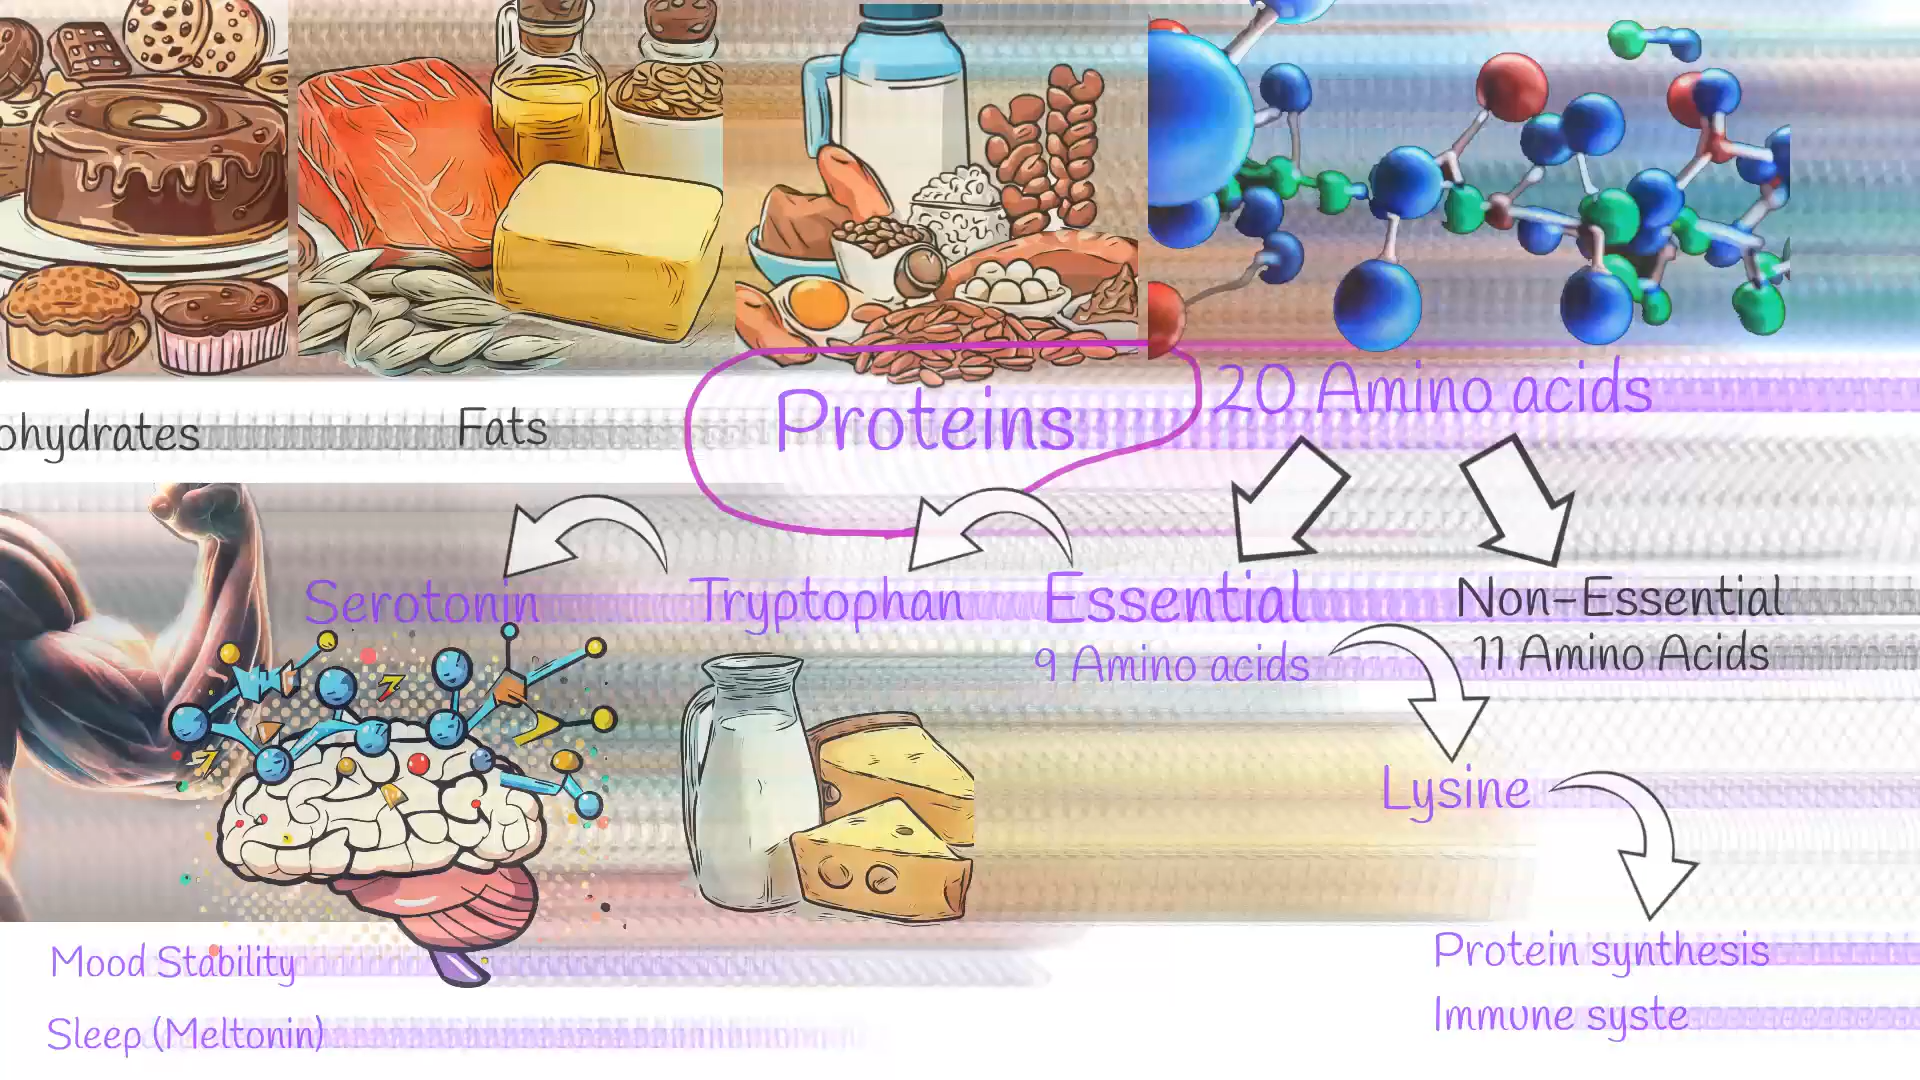 ohydrates
Fats
Proteins
20 Amino acids
Serotonin
Tryptophan
Essential
9 Amino acids
Non-Essential
11 Amino Acids
Lysine
Mood Stability
Sleep (Meltonin)
Protein synthesis
Immune syste